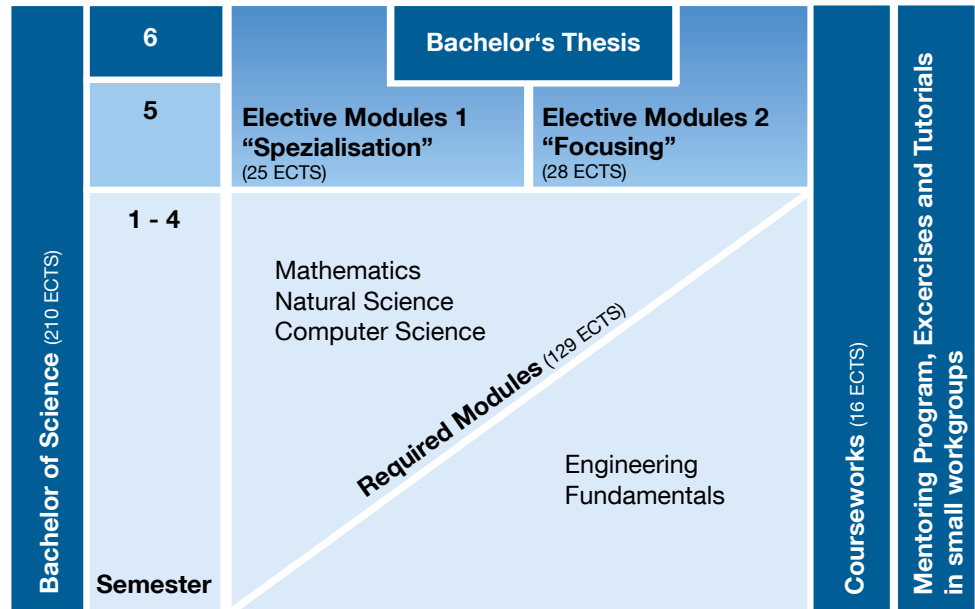 6
Bachelor‘s Thesis
5
Elective Modules 1
“Spezialisation”
(25 ECTS)
Elective Modules 2
“Focusing”
(28 ECTS)
1 - 4
Mathematics
Natural Science
Computer Science
Required Modules (129 ECTS)
Engineering
Fundamentals
Semester
Bachelor of Science (210 ECTS)
Courseworks (16 ECTS)
Mentoring Program, Excercises and Tutorials
in small workgroups